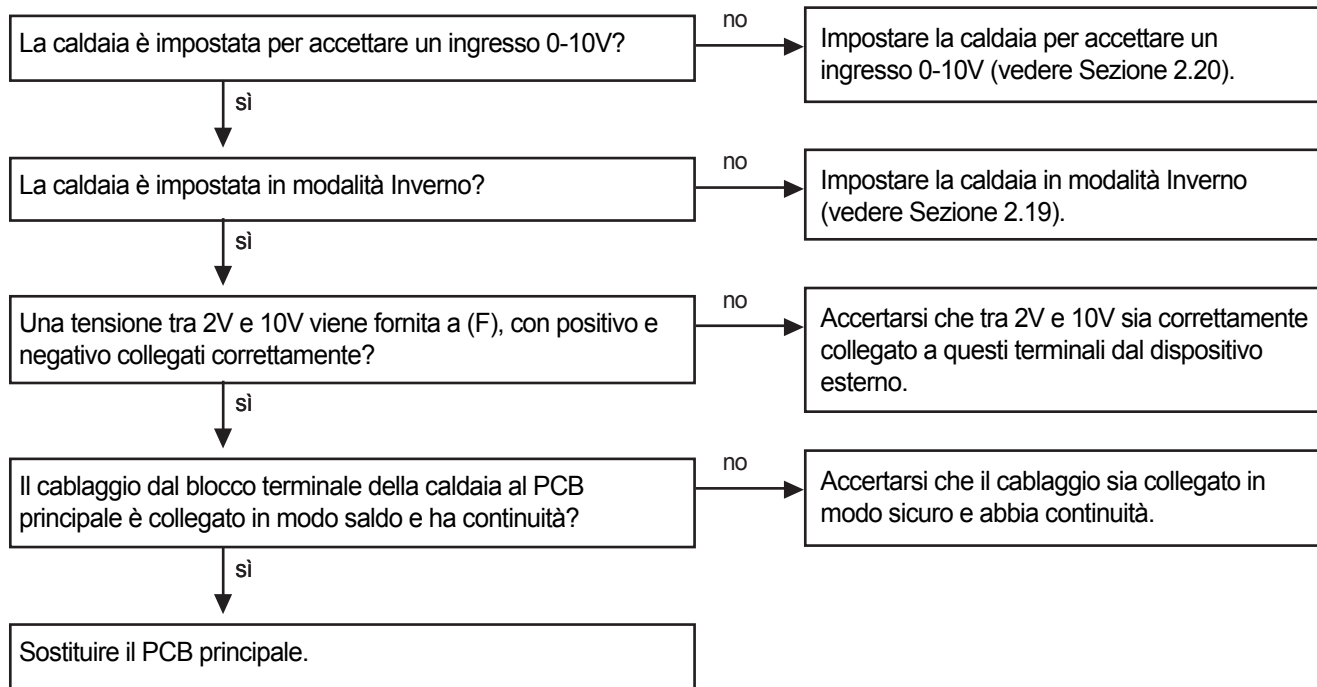 La caldaia è impostata per accettare un ingresso 0-10V?
no
Impostare la caldaia per accettare un
ingresso 0-10V (vedere Sezione 2.20).
sì
La caldaia è impostata in modalità Inverno?
no
Impostare la caldaia in modalità Inverno
(vedere Sezione 2.19).
sì
Una tensione tra 2V e 10V viene fornita a (F), con positivo e
negativo collegati correttamente?
no
Accertarsi che tra 2V e 10V sia correttamente
collegato a questi terminali dal dispositivo
esterno.
sì
Il cablaggio dal blocco terminale della caldaia al PCB
principale è collegato in modo saldo e ha continuità?
no
Accertarsi che il cablaggio sia collegato in
modo sicuro e abbia continuità.
sì
Sostituire il PCB principale.